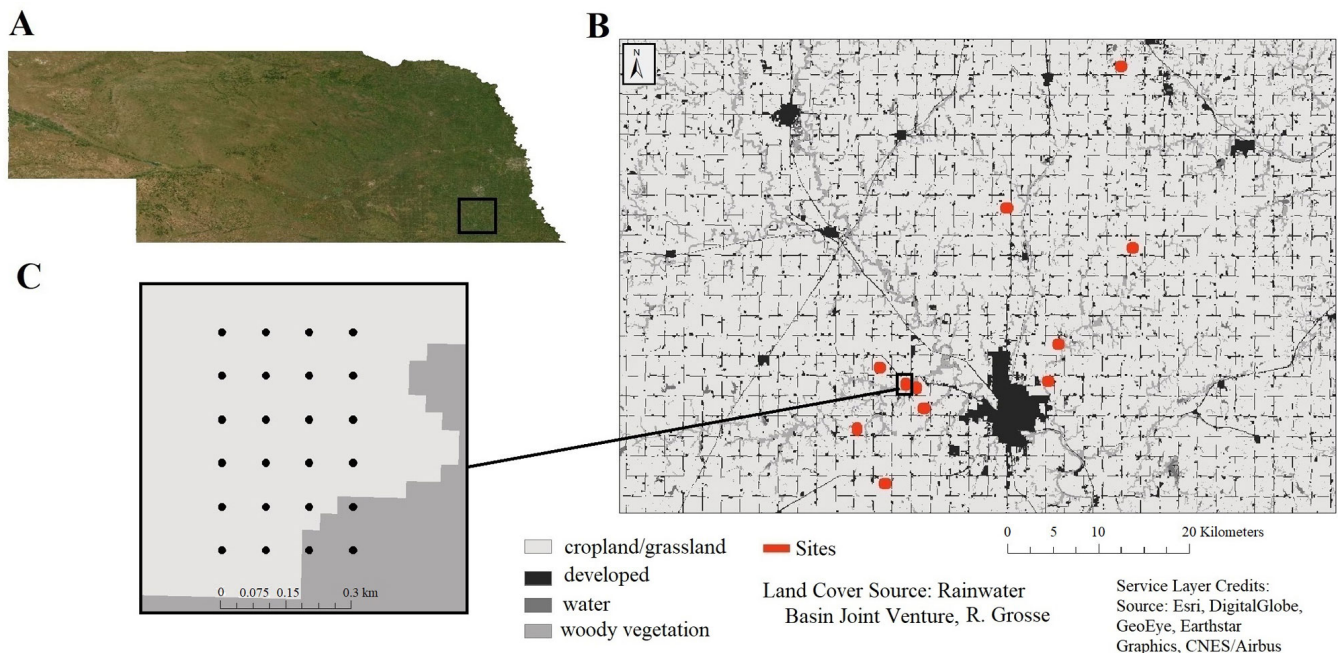 A
B
N
C
0 0.075 0.15 0.3 km
0 5 10 20 Kilometers
cropland/grassland
developed
water
woody vegetation
Sites
Land Cover Source: Rainwater
Basin Joint Venture, R. Grosse
Service Layer Credits:
Source: Esri, DigitalGlobe,
GeoEye, Earthstar
Graphics, CNES/Airbus